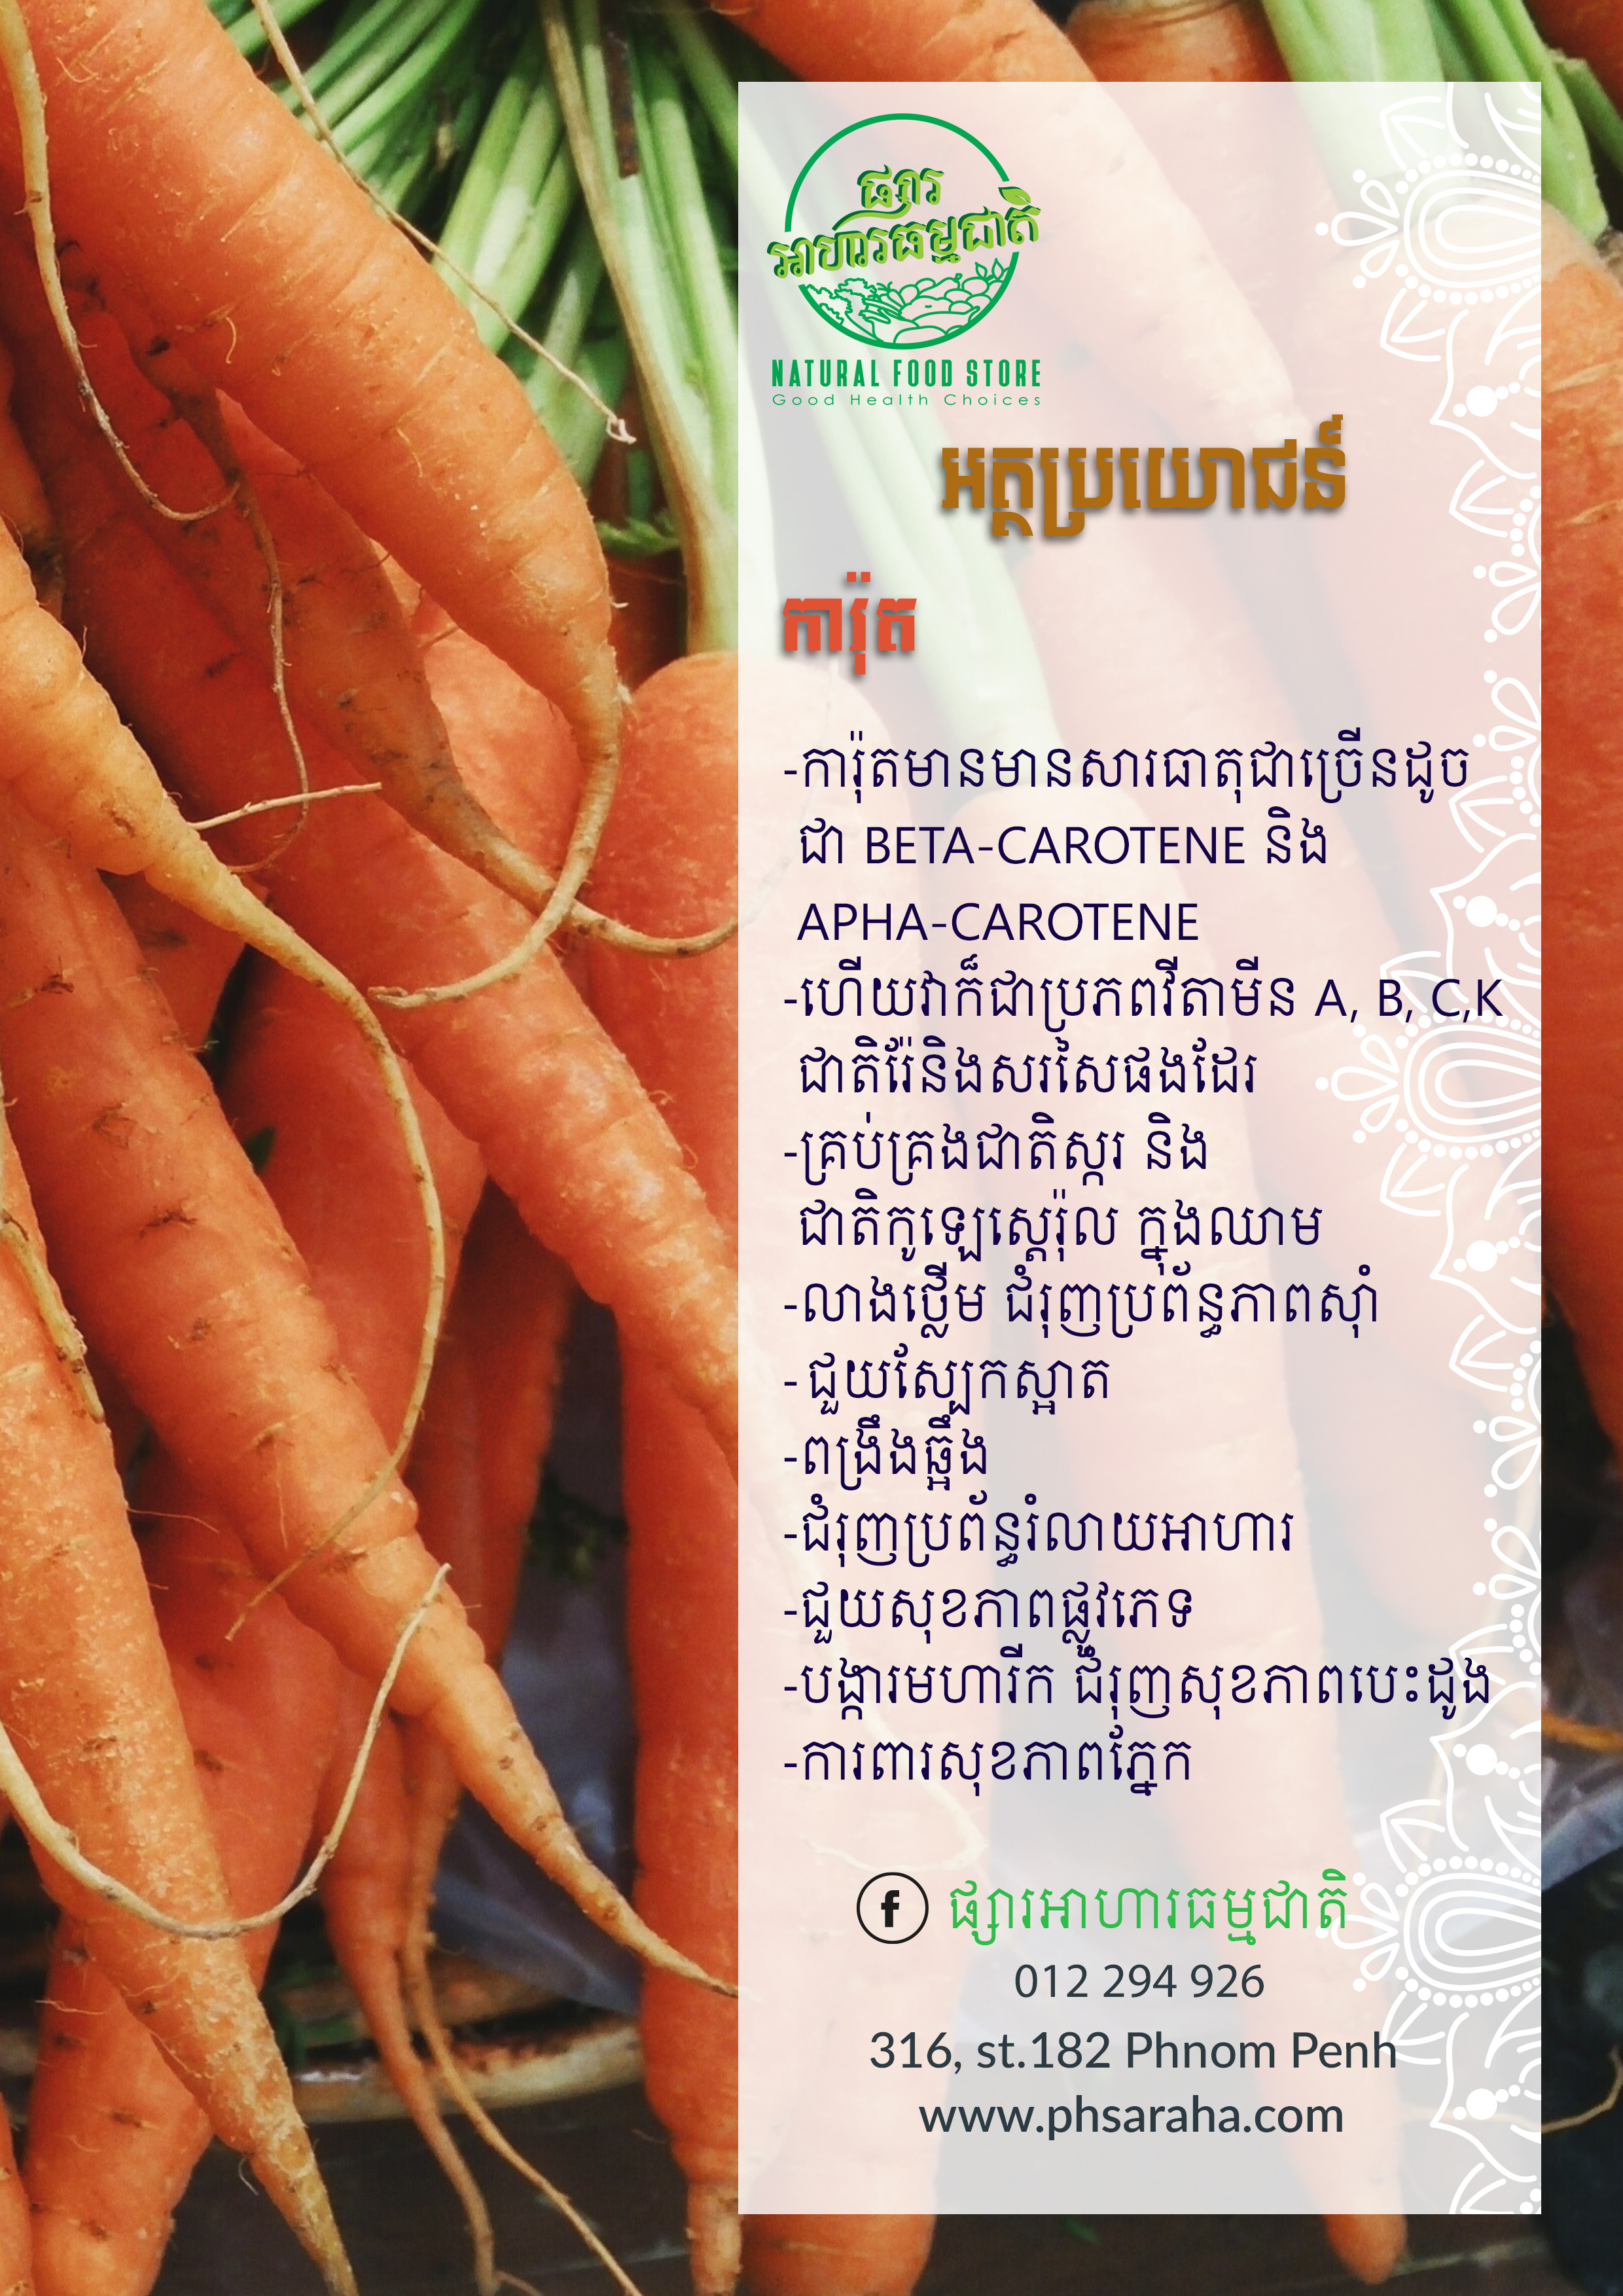 ផ្សារ
អាហារធម្មជាតិ
NATURAL FOOD STORE
Good Health Choices
អត្ថប្រយោជន៍
ការ៉ុត
-ការ៉ុតមានមានសារធាតុជាច្រើនដូច
ជា BETA-CAROTENE និង
APHA-CAROTENE
-ហើយវាក៏ជាប្រភពវីតាមីន A, B, C,K
ជាតិរ៉ែនិងសរសៃផងដែរ
-គ្រប់គ្រងជាតិស្ករ និង
ជាតិកូឡេស្តេរ៉ុល ក្នុងឈាម
-លាងថ្លើម ជំរុញប្រព័ន្ធភាពស៊ាំ
- ជួយស្បែកស្អាត
-ពង្រឹងឆ្អឹង
-ជំរុញប្រព័ន្ធរំលាយអាហារ
-ជួយសុខភាពផ្លូវភេទ
-បង្ការមហារីក ជំរុញសុខភាពបេះដូង
-ការពារសុខភាពភ្នែក
f ផ្សារអាហារធម្មជាតិ
012 294 926
316, st.182 Phnom Penh
www.phsaraha.com